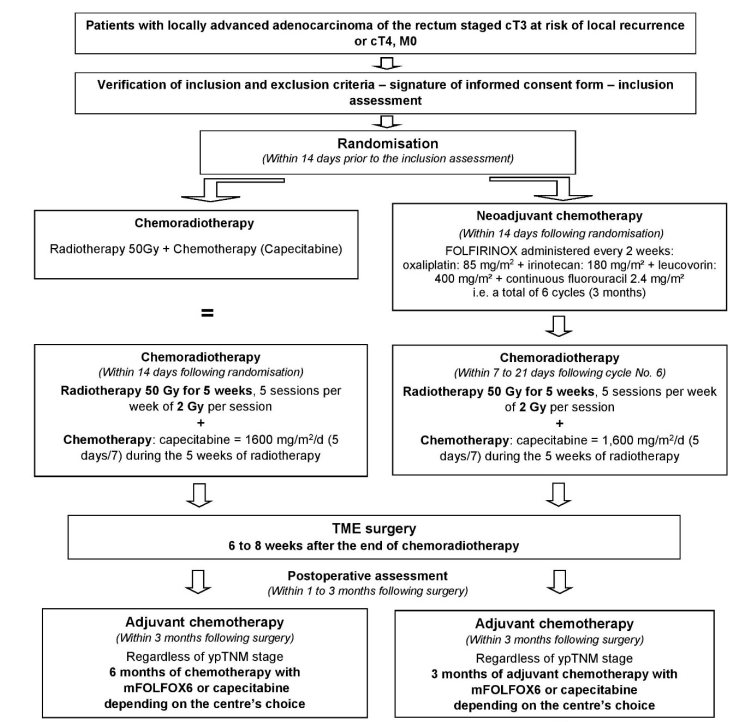 Patients with locally advanced adenocarcinoma of the rectum staged cT3 at risk of local recurrence
or cT4, M0
Verification of inclusion and exclusion criteria – signature of informed consent form – inclusion
assessment
Randomisation
(Within 14 days prior to the inclusion assessment)
Chemoradiotherapy
Radiotherapy 50Gy + Chemotherapy (Capecitabine)
=
Neoadjuvant chemotherapy
(Within 14 days following randomisation)
FOLFIRINOX administered every 2 weeks:
oxaliplatin: 85 mg/m² + irinotecan: 180 mg/m² + leucovorin:
400 mg/m² + continuous fluorouracil 2.4 mg/m²
i.e. a total of 6 cycles (3 months)
Chemoradiotherapy
(Within 14 days following randomisation)
Radiotherapy 50 Gy for 5 weeks, 5 sessions per
week of 2 Gy per session
+
Chemotherapy: capecitabine = 1600 mg/m²/d (5
days/7) during the 5 weeks of radiotherapy
Chemoradiotherapy
(Within 7 to 21 days following cycle No. 6)
Radiotherapy 50 Gy for 5 weeks, 5 sessions per week
of 2 Gy per session
+
Chemotherapy: capecitabine = 1,600 mg/m²/d (5
days/7) during the 5 weeks of radiotherapy
TME surgery
6 to 8 weeks after the end of chemoradiotherapy
Postoperative assessment
(Within 1 to 3 months following surgery)
Adjuvant chemotherapy
(Within 3 months following surgery)
Regardless of ypTNM stage
6 months of chemotherapy with
mFOLFOX6 or capecitabine
depending on the centre's choice
Adjuvant chemotherapy
(Within 3 months following surgery)
Regardless of ypTNM stage
3 months of adjuvant chemotherapy with
mFOLFOX6 or capecitabine
depending on the centre's choice